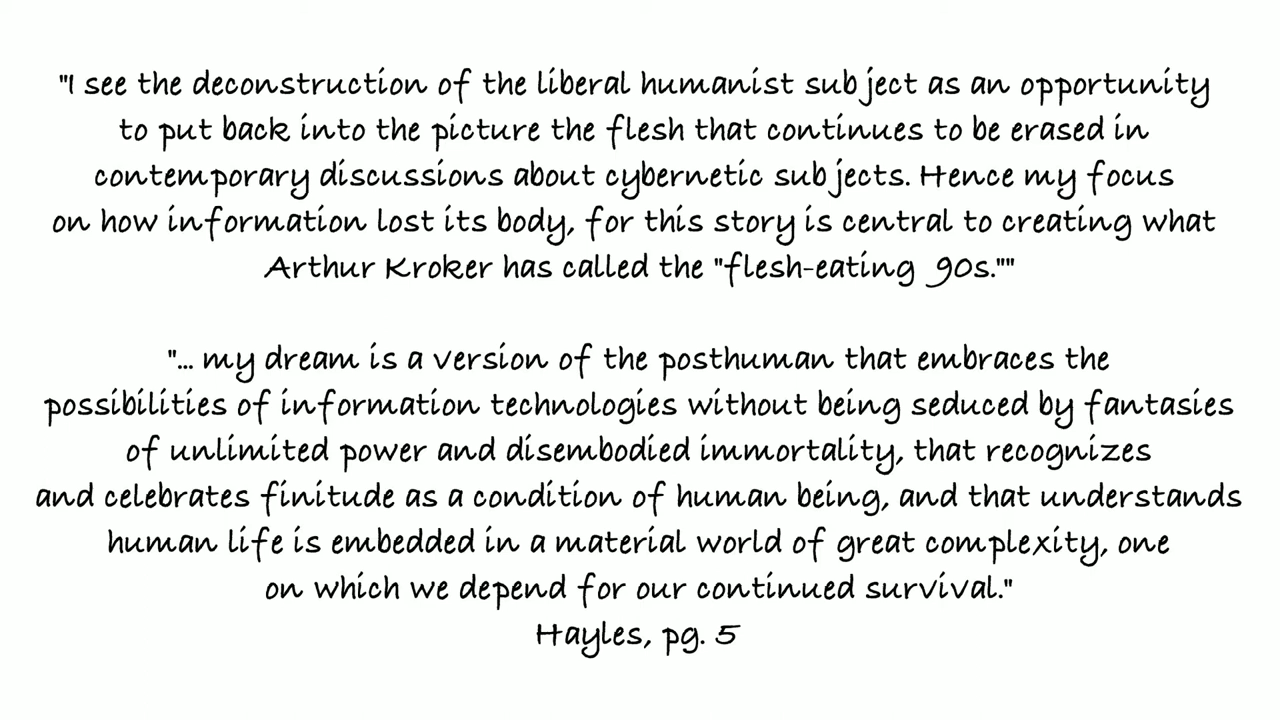 "I see the deconstruction of the liberal humanist subject as an opportunity
to put back into the picture the flesh that continues to be erased in
contemporary discussions about cybernetic subjects. Hence my focus
on how information lost its body, for this story is central to creating what
Arthur Kroker has called the "flesh-eating 90s.""
"... my dream is a version of the posthuman that embraces the
possibilities of information technologies without being seduced by fantasies
of unlimited power and disembodied immortality, that recognizes
and celebrates finitude as a condition of human being, and that understands
human life is embedded in a material world of great complexity, one
on which we depend for our continued survival."
Hayles, pg. 5